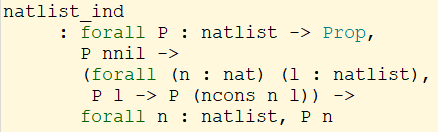 natlist_ind
: forall P : natlist -> Prop,
P nnil ->
(forall (n : nat) (l : natlist),
P l -> P (ncons n l)) ->
forall n : natlist, P n